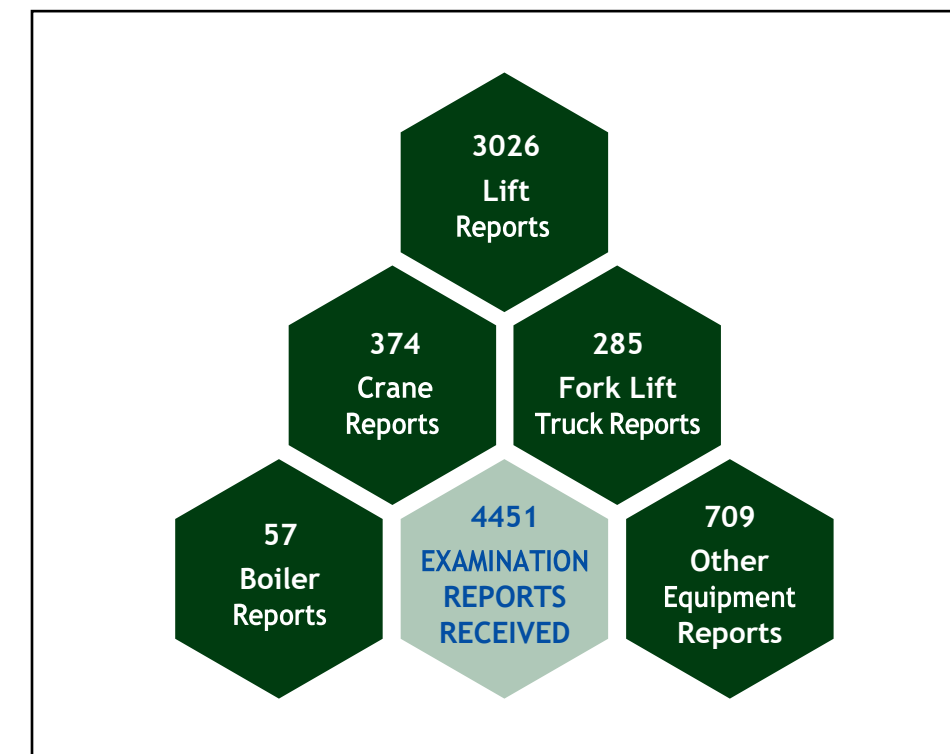 3026
Lift
Reports
374
Crane
Reports
285
Fork Lift
Truck Reports
57
Boiler
Reports
4451
EXAMINATION
REPORTS
RECEIVED
709
Other
Equipment
Reports